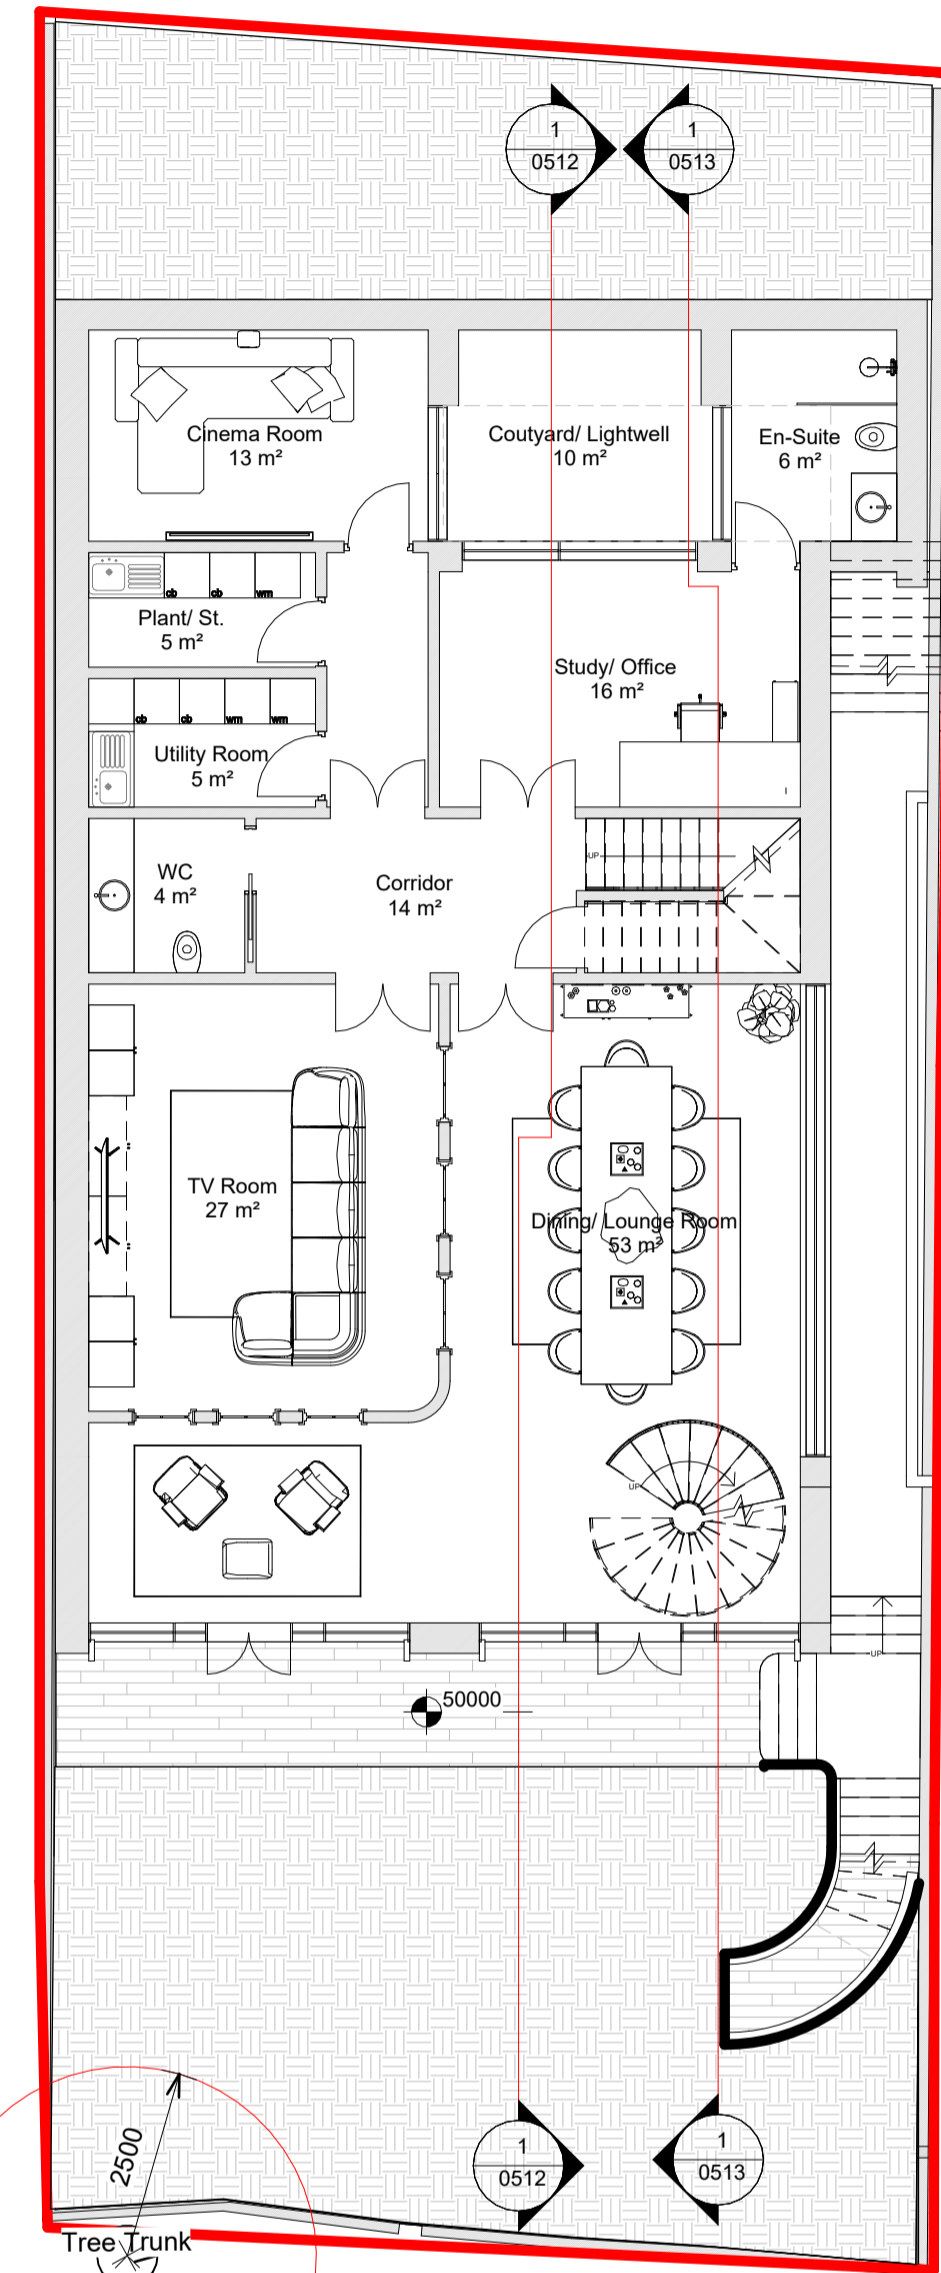 1
0512
1
0513
Cinema Room
13 m²
Coutyard/ Lightwell
10 m²
En-Suite
6 m²
cb
cb
wm
Plant/ St.
5 m²
Study/ Office
16 m²
cb
cb
wm
wm
Utility Room
5 m²
UP
WC
4 m²
Corridor
14 m²
TV Room
27 m²
Dining/ Lounge Room
53 m²
UP
UP
50000
2500
1
0512
1
0513
Tree Trunk